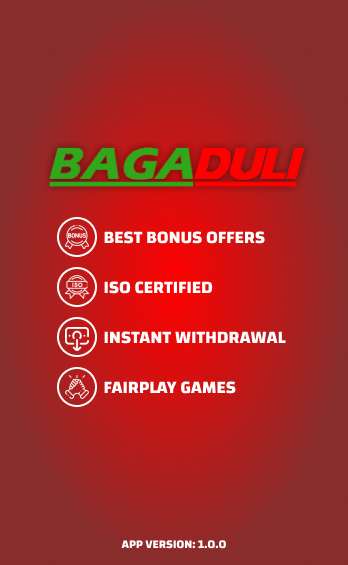 BAGADULI
BONUS
BEST BONUS OFFERS
ISO
ISO CERTIFIED
INSTANT WITHDRAWAL
FAIRPLAY GAMES
APP VERSION: 1.0.0